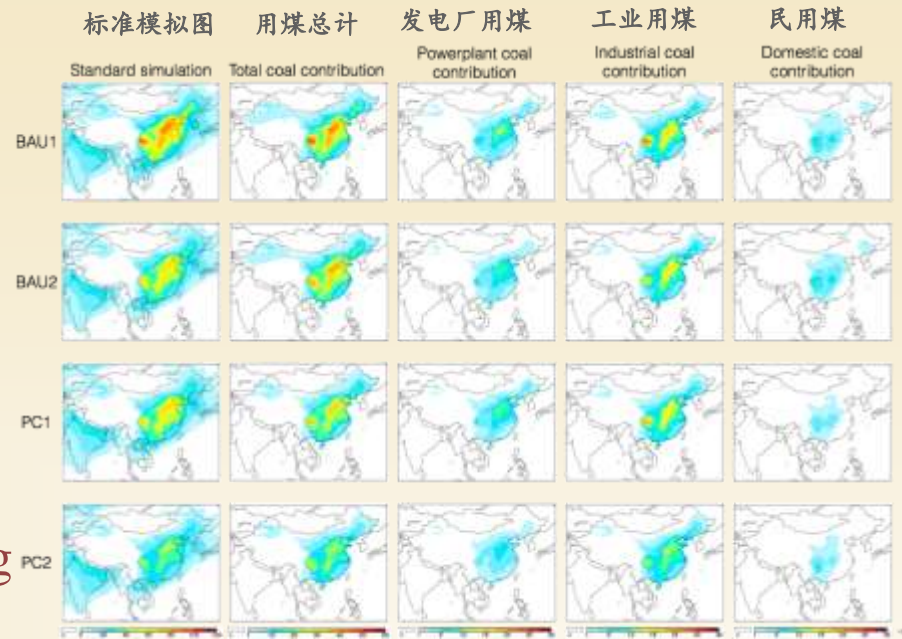 标准模拟图 用煤总计 发电厂用煤 工业用煤 民用煤
Standard simulation Total coal contribution Powerplant coal contribution Industrial coal contribution Domestic coal contribution
BAU1
BAU2
PC1
g PC2